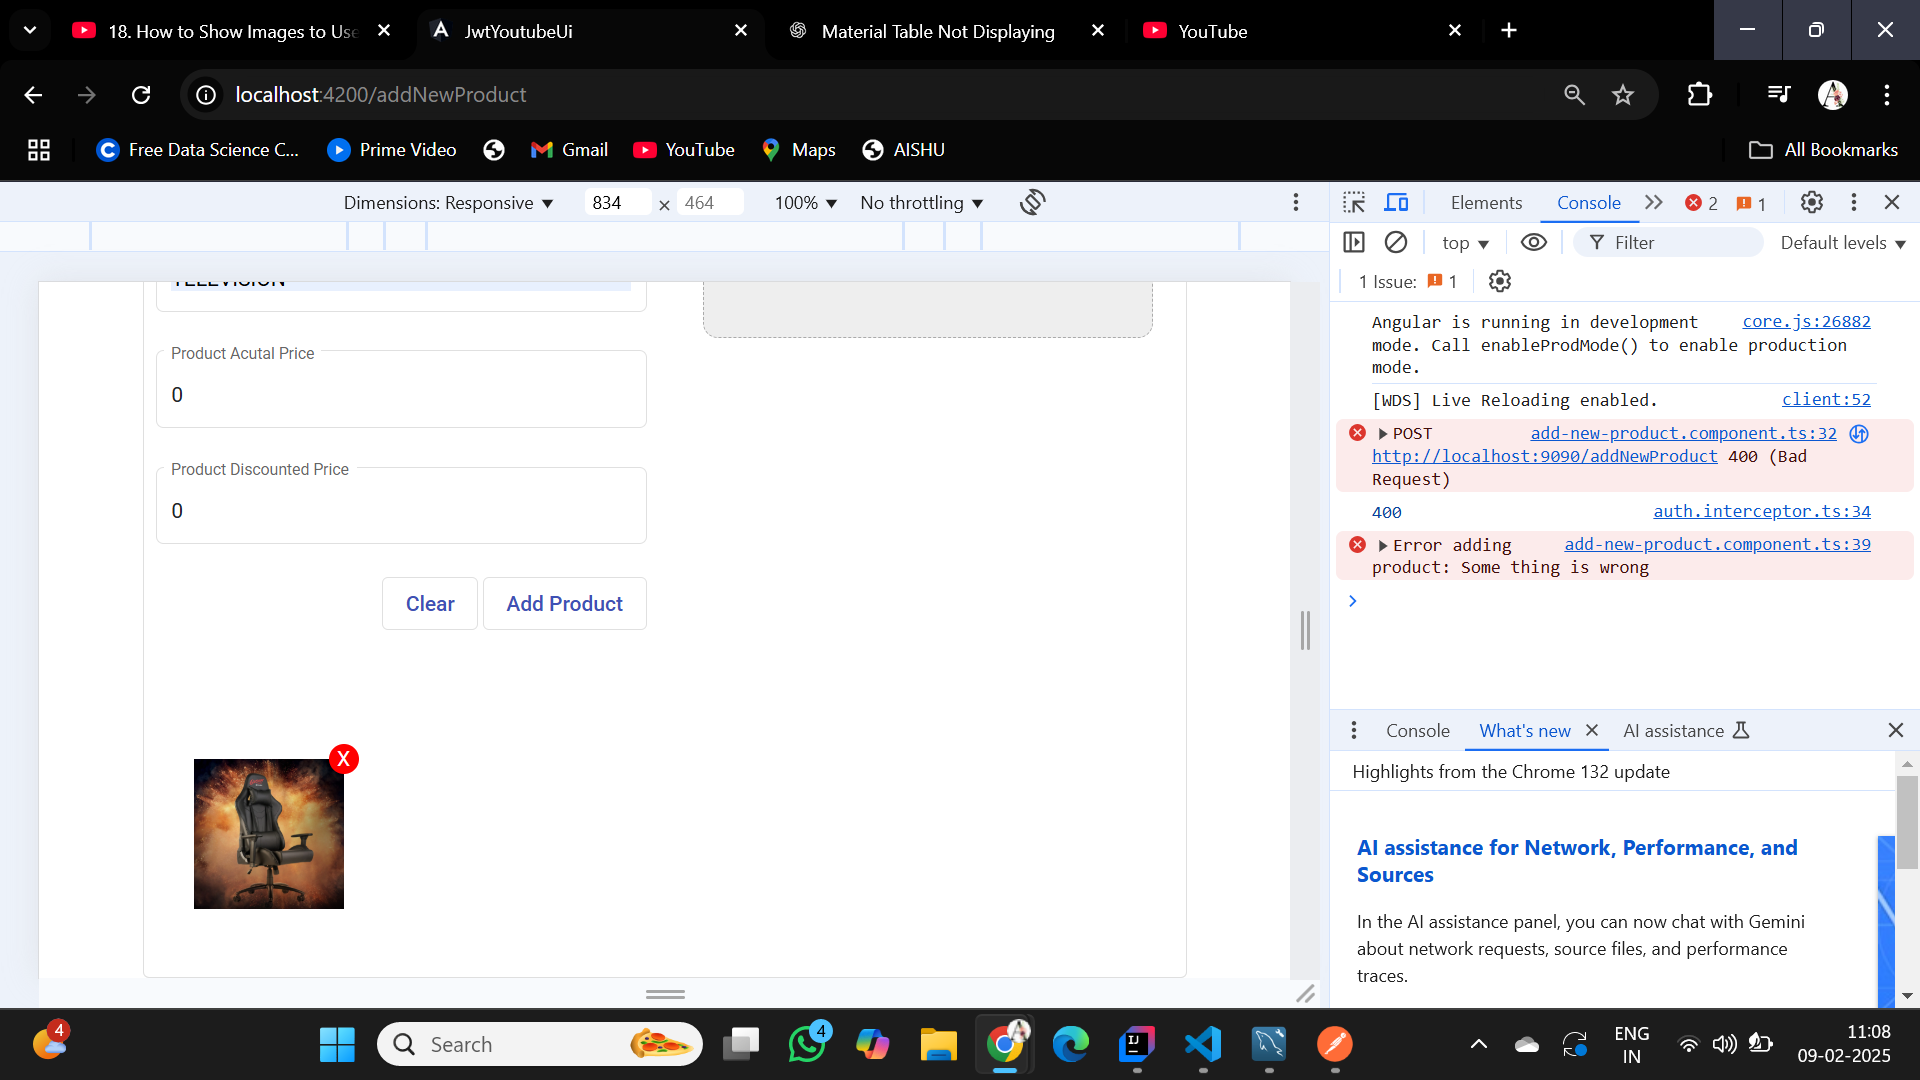 18. How to Show Images to Use
JwtYoutubeUi
Material Table Not Displaying
YouTube
localhost:4200/addNewProduct
Free Data Science C...
Prime Video
Gmail
YouTube
Maps
AISHU
All Bookmarks
Dimensions: Responsive
834
×
464
100%
No throttling
Elements
Console
2
1
top
Filter
Default levels
1 Issue:
1
TELEVISION
Product Acutal Price
0
Product Discounted Price
0
Clear
Add Product
X
Angular is running in development core.js:26882
mode. Call enableProdMode() to enable production
mode.
[WDS] Live Reloading enabled. client:52
POST add-new-product.component.ts:32
http://localhost:9090/addNewProduct 400 (Bad
Request)
400 auth.interceptor.ts:34
Error adding add-new-product.component.ts:39
product: Some thing is wrong
Console
What's new
AI assistance
Highlights from the Chrome 132 update
AI assistance for Network, Performance, and
Sources
In the AI assistance panel, you can now chat with Gemini
about network requests, source files, and performance
traces.
4
Search
4
IJ
ENG
IN
11:08
09-02-2025